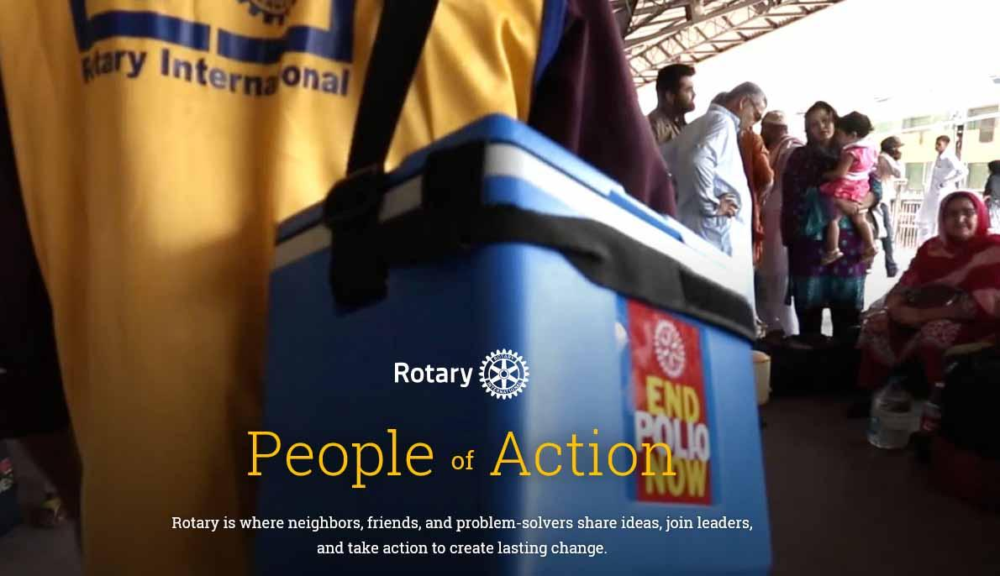 Rotary International
Rotary
People of Action
Rotary is where neighbors, friends, and problem-solvers share ideas, join leaders,
and take action to create lasting change.
END
POLIO
NOW